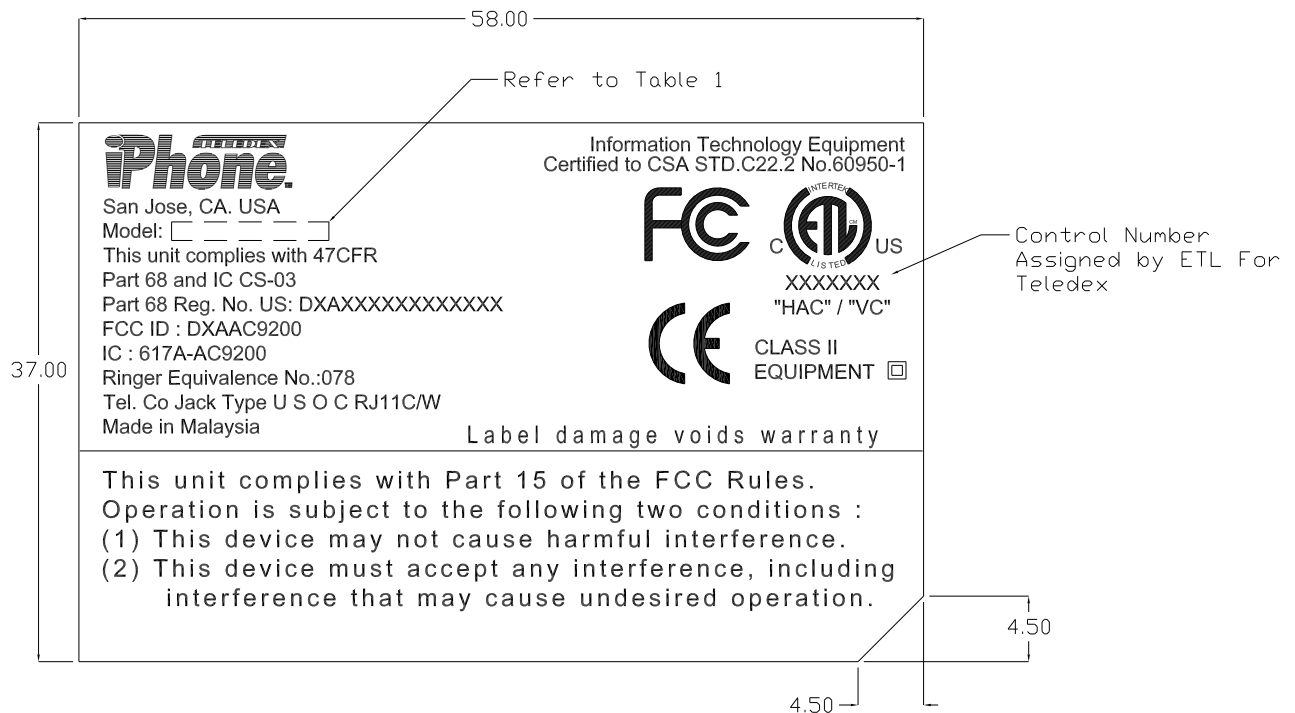 58.00
Refer to Table 1
TELEDEX
iPhone™
San Jose, CA. USA
Model:
This unit complies with 47CFR
Part 68 and IC CS-03
Part 68 Reg. No. US: DXAXXXXXXXXXXXX
FCC ID : DXAAC9200
IC : 617A-AC9200
Ringer Equivalence No.:078
Tel. Co Jack Type U S O C RJ11C/W
Made in Malaysia
Information Technology Equipment
Certified to CSA STD.C22.2 No.60950-1
FCC
INTERTEK
C ETL CM US
LISTED
XXXXXXX
"HAC" / "VC"
CE
CLASS II
EQUIPMENT
Control Number
Assigned by ETL For
Teledex
37.00
Label damage voids warranty
This unit complies with Part 15 of the FCC Rules.
Operation is subject to the following two conditions :
(1) This device may not cause harmful interference.
(2) This device must accept any interference, including
interference that may cause undesired operation.
4.50
4.50